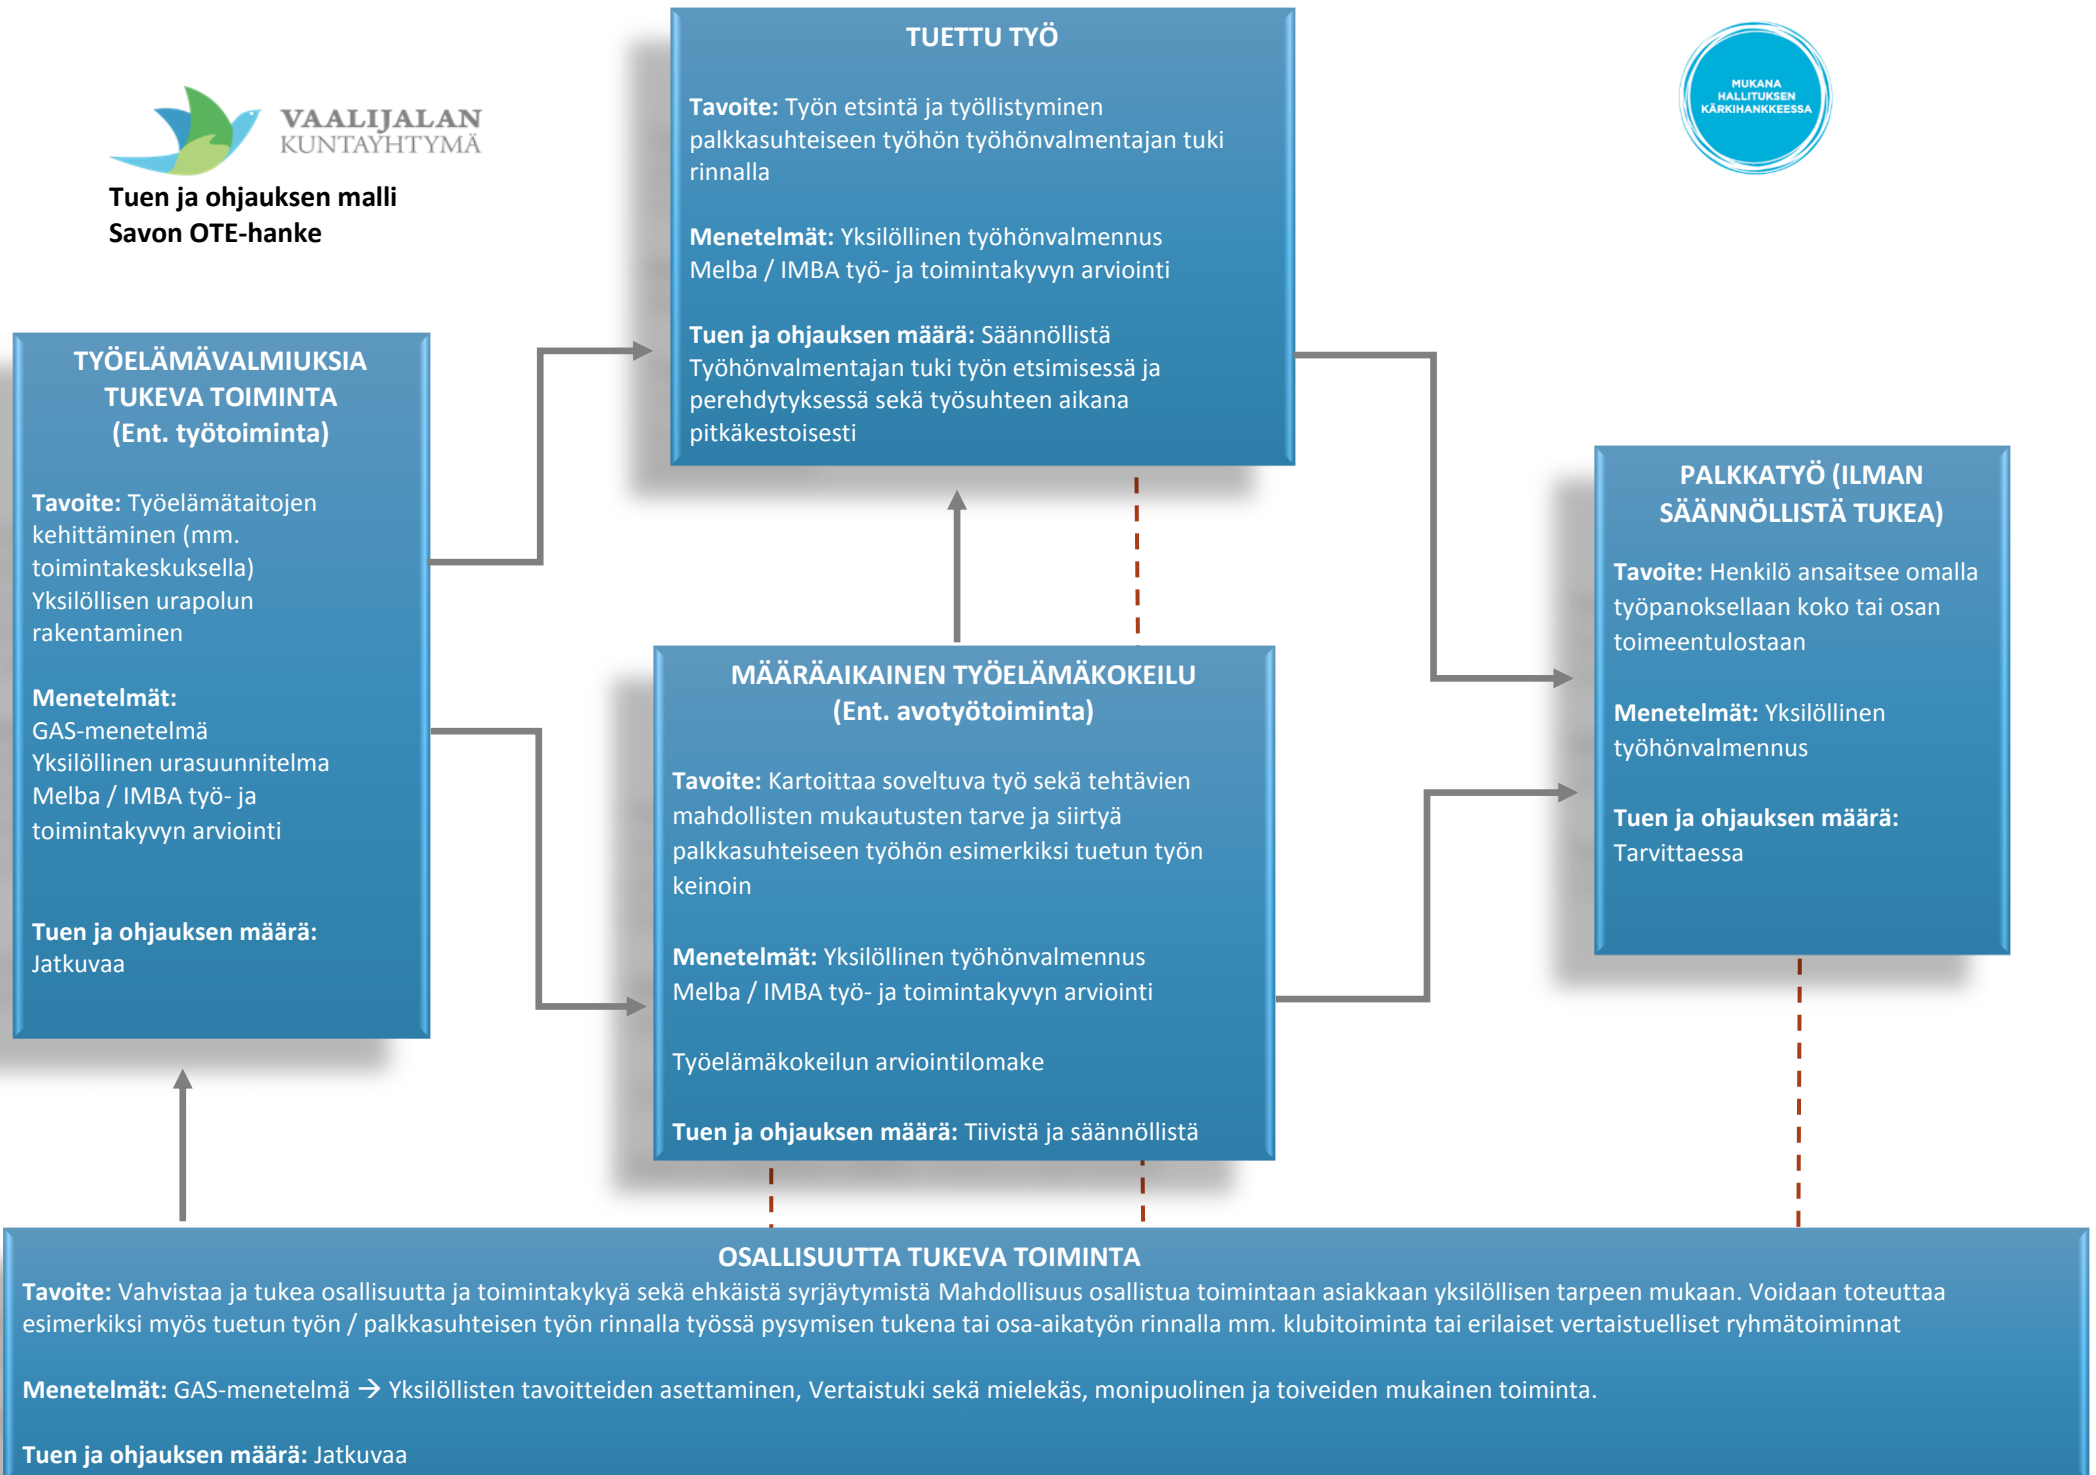 VAALIJALAN
KUNTAYHTYMÄ
Tuen ja ohjauksen malli
Savon OTE-hanke
MUKANA
HALLITUKSEN
KÄRKIHANKKEESSA
TUETTU TYÖ
Tavoite: Työn etsintä ja työllistyminen
palkkasuhteiseen työhön työhönvalmentajan tuki
rinnalla
Menetelmät: Yksilöllinen työhönvalmennus
Melba / IMBA työ- ja toimintakyvyn arviointi
Tuen ja ohjauksen määrä: Säännöllistä
Työhönvalmentajan tuki työn etsimisessä ja
perehdytyksessä sekä työsuhteen aikana
pitkäkestoisesti
TYÖELÄMÄVALMIUKSIA
TUKEVA TOIMINTA
(Ent. työtoiminta)
Tavoite: Työelämätaitojen
kehittäminen (mm.
toimintakeskuksella)
Yksilöllisen urapolun
rakentaminen
Menetelmät:
GAS-menetelmä
Yksilöllinen urasuunnitelma
Melba / IMBA työ- ja
toimintakyvyn arviointi
Tuen ja ohjauksen määrä:
Jatkuvaa
MÄÄRÄAIKAINEN TYÖELÄMÄKOKEILU
(Ent. avotyötoiminta)
Tavoite: Kartoittaa soveltuva työ sekä tehtävien
mahdollisten mukautusten tarve ja siirtyä
palkkasuhteiseen työhön esimerkiksi tuetun työn
keinoin
Menetelmät: Yksilöllinen työhönvalmennus
Melba / IMBA työ- ja toimintakyvyn arviointi
Työelämäkokeilun arviointilomake
Tuen ja ohjauksen määrä: Tiivistä ja säännöllistä
PALKKATYÖ (ILMAN
SÄÄNNÖLLISTÄ TUKEA)
Tavoite: Henkilö ansaitsee omalla
työpanoksellaan koko tai osan
toimeentulostaan
Menetelmät: Yksilöllinen
työhönvalmennus
Tuen ja ohjauksen määrä:
Tarvittaessa
OSALLISUUTTA TUKEVA TOIMINTA
Tavoite: Vahvistaa ja tukea osallisuutta ja toimintakykyä sekä ehkäistä syrjäytymistä Mahdollisuus osallistua toimintaan asiakkaan yksilöllisen tarpeen mukaan. Voidaan toteuttaa
esimerkiksi myös tuetun työn / palkkasuhteisen työn rinnalla työssä pysymisen tukena tai osa-aikatyön rinnalla mm. klubitoiminta tai erilaiset vertaistuelliset ryhmätoiminnat
Menetelmät: GAS-menetelmä → Yksilöllisten tavoitteiden asettaminen, Vertaistuki sekä mielekäs, monipuolinen ja toiveiden mukainen toiminta.
Tuen ja ohjauksen määrä: Jatkuvaa